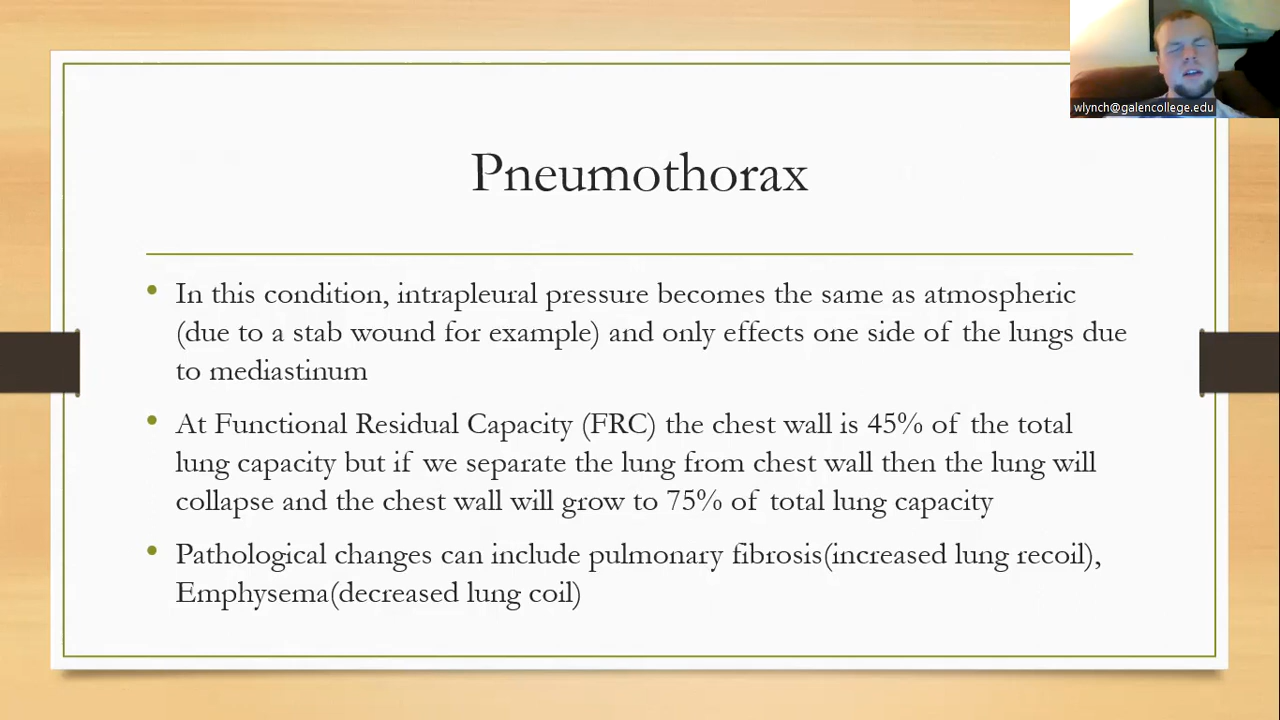 wlynch@galencollege.edu
Pneumothorax
• In this condition, intrapleural pressure becomes the same as atmospheric
(due to a stab wound for example) and only effects one side of the lungs due
to mediastinum
• At Functional Residual Capacity (FRC) the chest wall is 45% of the total
lung capacity but if we separate the lung from chest wall then the lung will
collapse and the chest wall will grow to 75% of total lung capacity
• Pathological changes can include pulmonary fibrosis(increased lung recoil),
Emphysema(decreased lung coil)